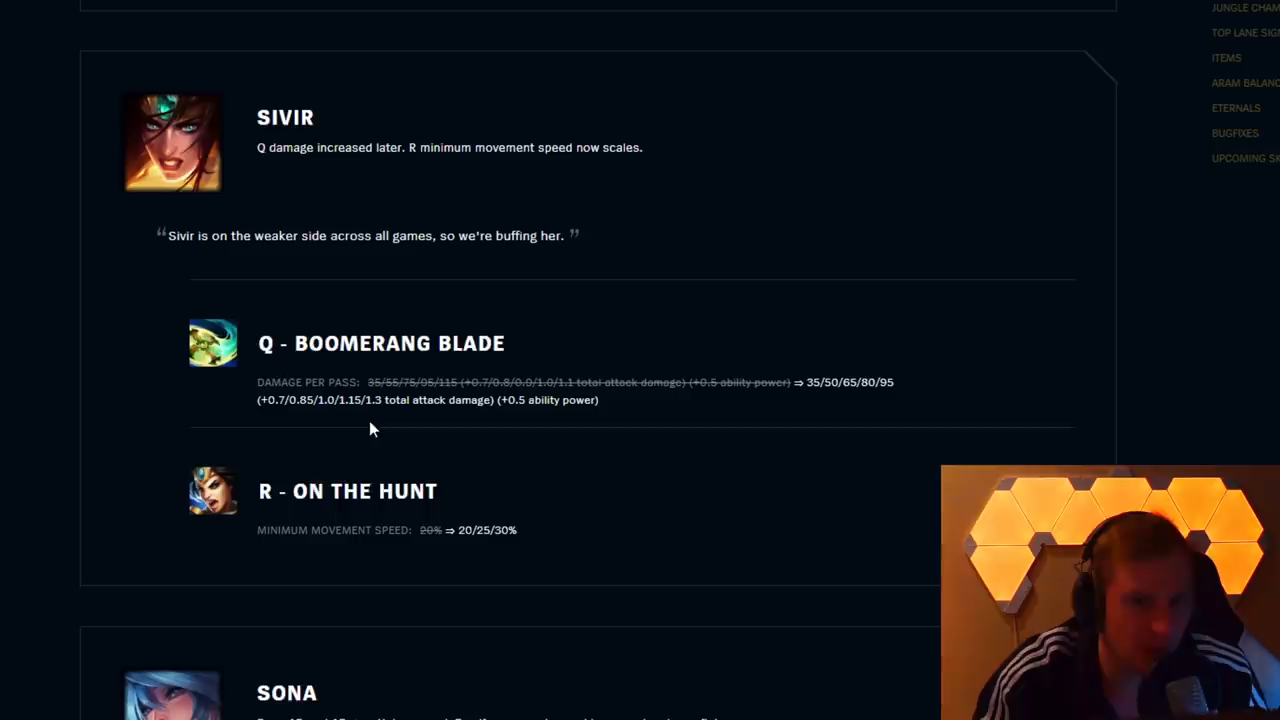 JUNGLE CHAM
TOP LANE SIG
ITEMS
ARAM BALANC
ETERNALS
BUGFIXES
UPCOMING SK
SIVIR
Q damage increased later. R minimum movement speed now scales.
“Sivir is on the weaker side across all games, so we're buffing her. ”
Q - BOOMERANG BLADE
DAMAGE PER PASS: 35/55/75/95/115 (+0.7/0.8/0.9/1.0/1.1 total attack damage) (+0.5 ability power) ⇒ 35/50/65/80/95
(+0.7/0.85/1.0/1.15/1.3 total attack damage) (+0.5 ability power)
R - ON THE HUNT
MINIMUM MOVEMENT SPEED: 20% ⇒ 20/25/30%
SONA